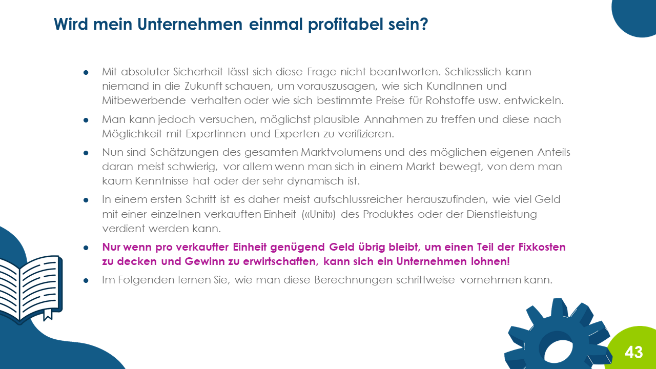 Wird mein Unternehmen einmal profitabel sein?
● Mit absoluter Sicherheit lässt sich diese Frage nicht beantworten. Schliesslich kann
niemand in die Zukunft schauen, um vorauszusagen, wie sich KundInnen und
Mitbewerbende verhalten oder wie sich bestimmte Preise für Rohstoffe usw. entwickeln.
● Man kann jedoch versuchen, möglichst plausible Annahmen zu treffen und diese nach
Möglichkeit mit Expertinnen und Experten zu verifizieren.
● Nun sind Schätzungen des gesamten Marktvolumens und des möglichen eigenen Anteils
daran meist schwierig, vor allem wenn man sich in einem Markt bewegt, von dem man
kaum Kenntnisse hat oder der sehr dynamisch ist.
● In einem ersten Schritt ist es daher meist aufschlussreicher herauszufinden, wie viel Geld
mit einer einzelnen verkauften Einheit («Unit») des Produktes oder der Dienstleistung
verdient werden kann.
● Nur wenn pro verkaufter Einheit genügend Geld übrig bleibt, um einen Teil der Fixkosten
zu decken und Gewinn zu erwirtschaften, kann sich ein Unternehmen lohnen!
● Im Folgenden lernen Sie, wie man diese Berechnungen schrittweise vornehmen kann.
43